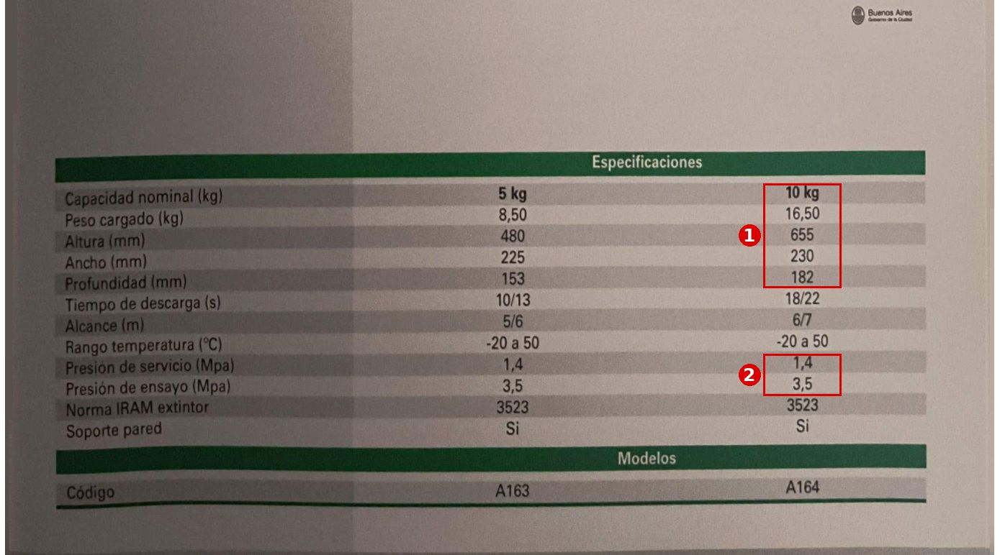 Buenos Aires
Gobierno de la Ciudad
Especificaciones
Capacidad nominal (kg) 5 kg 10 kg
Peso cargado (kg) 8,50 16,50
Altura (mm) 480 655
1
Ancho (mm) 225 230
Profundidad (mm) 153 182
Tiempo de descarga (s) 10/13 18/22
Alcance (m) 5/6 6/7
Rango temperatura (°C) -20 a 50 -20 a 50
Presión de servicio (Mpa) 1,4 1,4
2
Presión de ensayo (Mpa) 3,5 3,5
Norma IRAM extintor 3523 3523
Soporte pared Si Si
Modelos
Código A163 A164